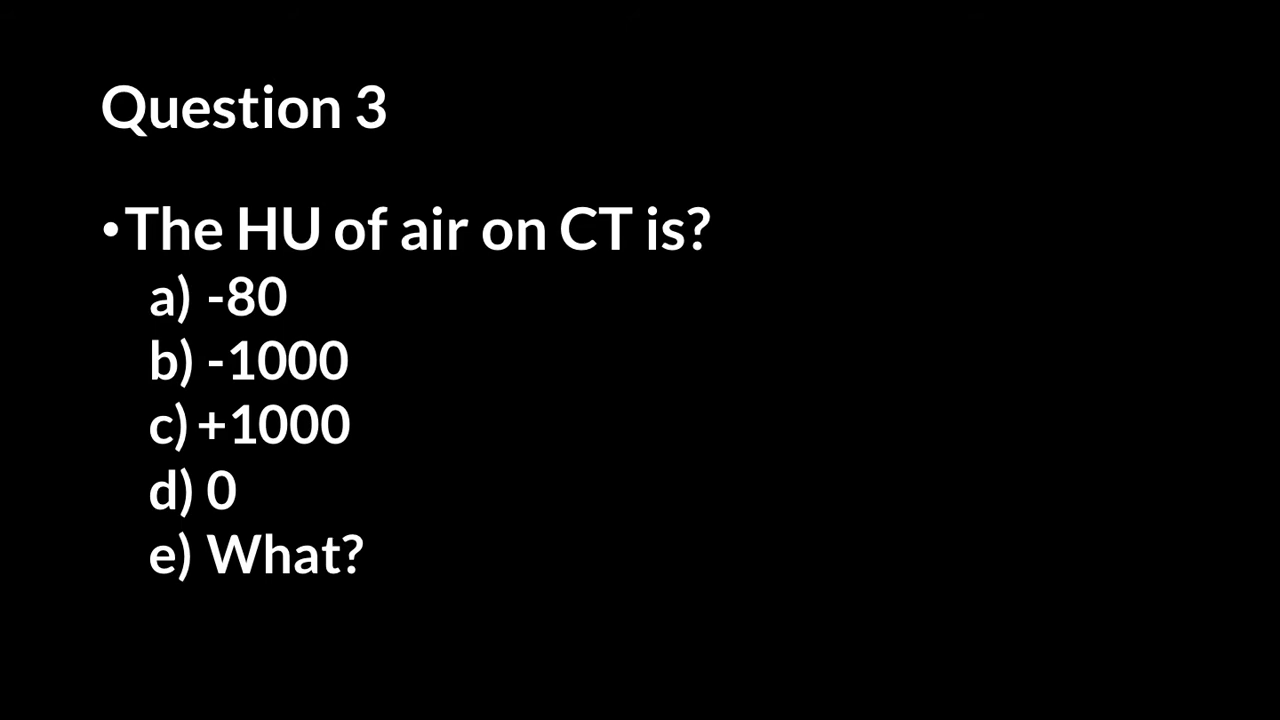 Question 3
•The HU of air on CT is?
a) -80
b) -1000
c) +1000
d) 0
e) What?